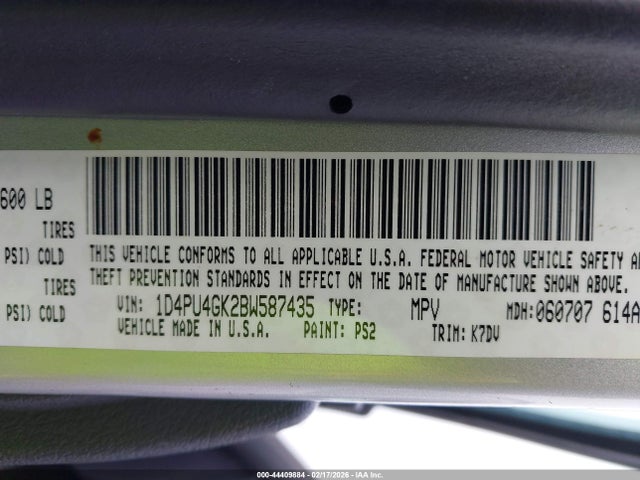 600 LB
TIRES
PSI) COLD
TIRES
PSI) COLD
THIS VEHICLE CONFORMS TO ALL APPLICABLE U.S.A. FEDERAL MOTOR VEHICLE SAFETY
THEFT PREVENTION STANDARDS IN EFFECT ON THE DATE OF MANUFACTURE SHOWN ABOVE.
VIN: 1D4PU4GK2BW587435 TYPE: MPV MDH:060707 614A
VEHICLE MADE IN U.S.A. PAINT: PS2 TRIM: K7DV
000-44409884 - 02/17/2026 - IAA Inc.